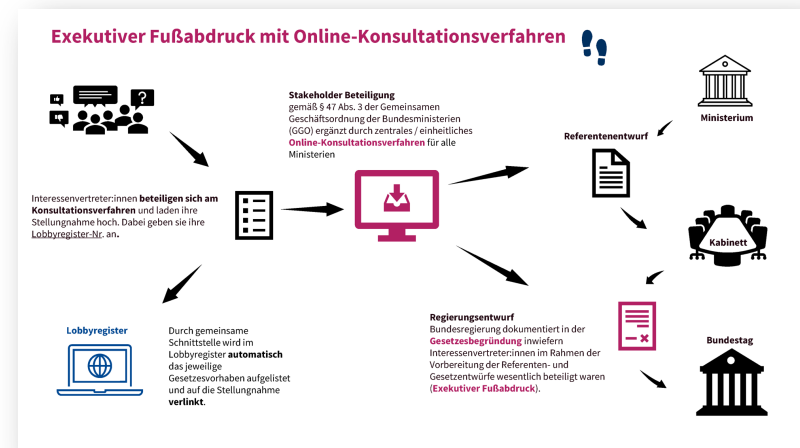 Exekutiver Fußabdruck mit Online-Konsultationsverfahren
?
Stakeholder Beteiligung
gemäß § 47 Abs. 3 der Gemeinsamen
Geschäftsordnung der Bundesministerien
(GGO) ergänzt durch zentrales / einheitliches
Online-Konsultationsverfahren für alle
Ministerien
Ministerium
Referentenentwurf
Interessenvertreter:innen beteiligen sich am
Konsultationsverfahren und laden ihre
Stellungnahme hoch. Dabei geben sie ihre
Lobbyregister-Nr. an.
Kabinett
Lobbyregister
Durch gemeinsame
Schnittstelle wird im
Lobbyregister automatisch
das jeweilige
Gesetzesvorhaben aufgelistet
und auf die Stellungnahme
verlinkt.
Regierungsentwurf
Bundesregierung dokumentiert in der
Gesetzesbegründung inwiefern
Interessenvertreter:innen im Rahmen der
Vorbereitung der Referenten- und
Gesetzentwürfe wesentlich beteiligt waren
(Exekutiver Fußabdruck).
Bundestag